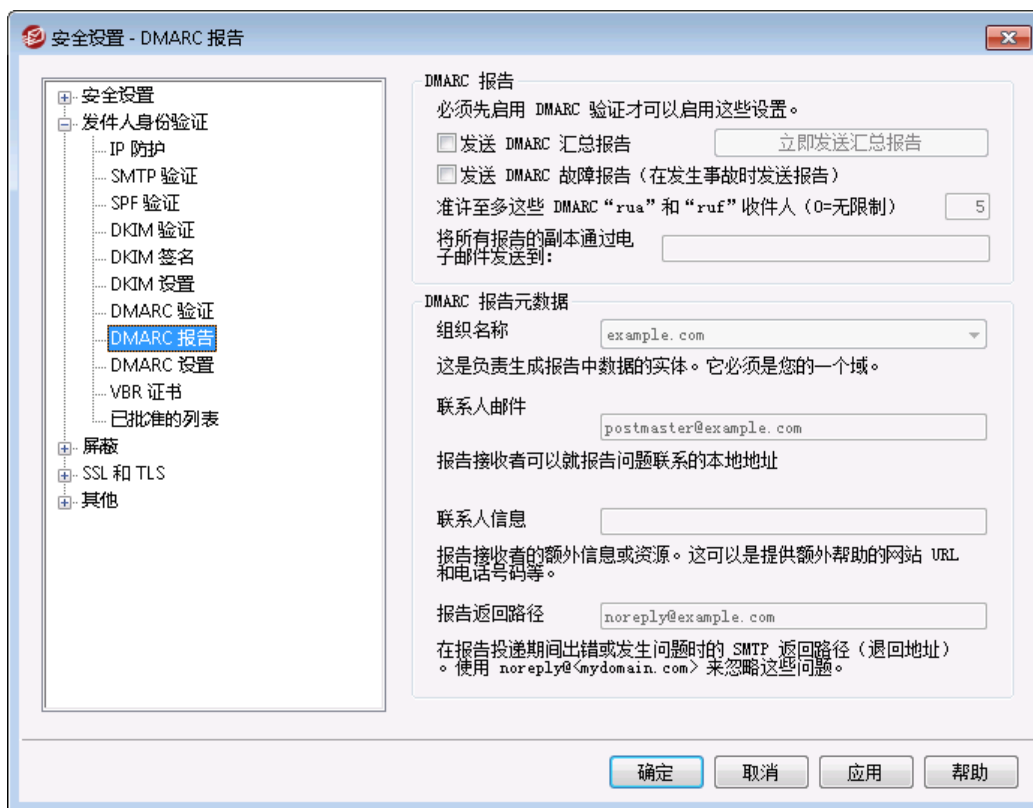 安全设置 - DMARC 报告
安全设置
发件人身份验证
IP 防护
SMTP 验证
SPF 验证
DKIM 验证
DKIM 签名
DKIM 设置
DMARC 验证
DMARC 报告
DMARC 设置
VBR 证书
已批准的列表
屏蔽
SSL 和 TLS
其他
DMARC 报告
必须先启用 DMARC 验证才可以启用这些设置。
发送 DMARC 汇总报告
立即发送汇总报告
发送 DMARC 故障报告（在发生事故时发送报告）
准许至多这些 DMARC“rua”和“ruf”收件人（0=无限制）
5
将所有报告的副本通过电
子邮件发送到：
DMARC 报告元数据
组织名称
example.com
这是负责生成报告中数据的实体。它必须是您的一个域。
联系人邮件
postmaster@example.com
报告接收者可以就报告问题联系的本地地址
联系人信息
报告接收者的额外信息或资源。这可以是提供额外帮助的网站 URL
和电话号码等。
报告返回路径
noreply@example.com
在报告投递期间出错或发生问题时的 SMTP 返回路径（退回地址）
。使用 noreply@<mydomain.com> 来忽略这些问题。
确定
取消
应用
帮助